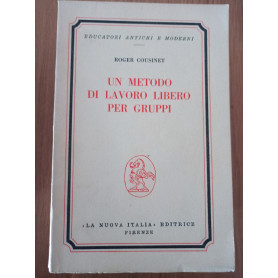 EDUCATORI ANTICHI E MODERNI
ROGER COUSINET
UN METODO
DI LAVORO LIBERO
PER GRUPPI
«LA NUOVA ITALIA» EDITRICE
FIRENZE